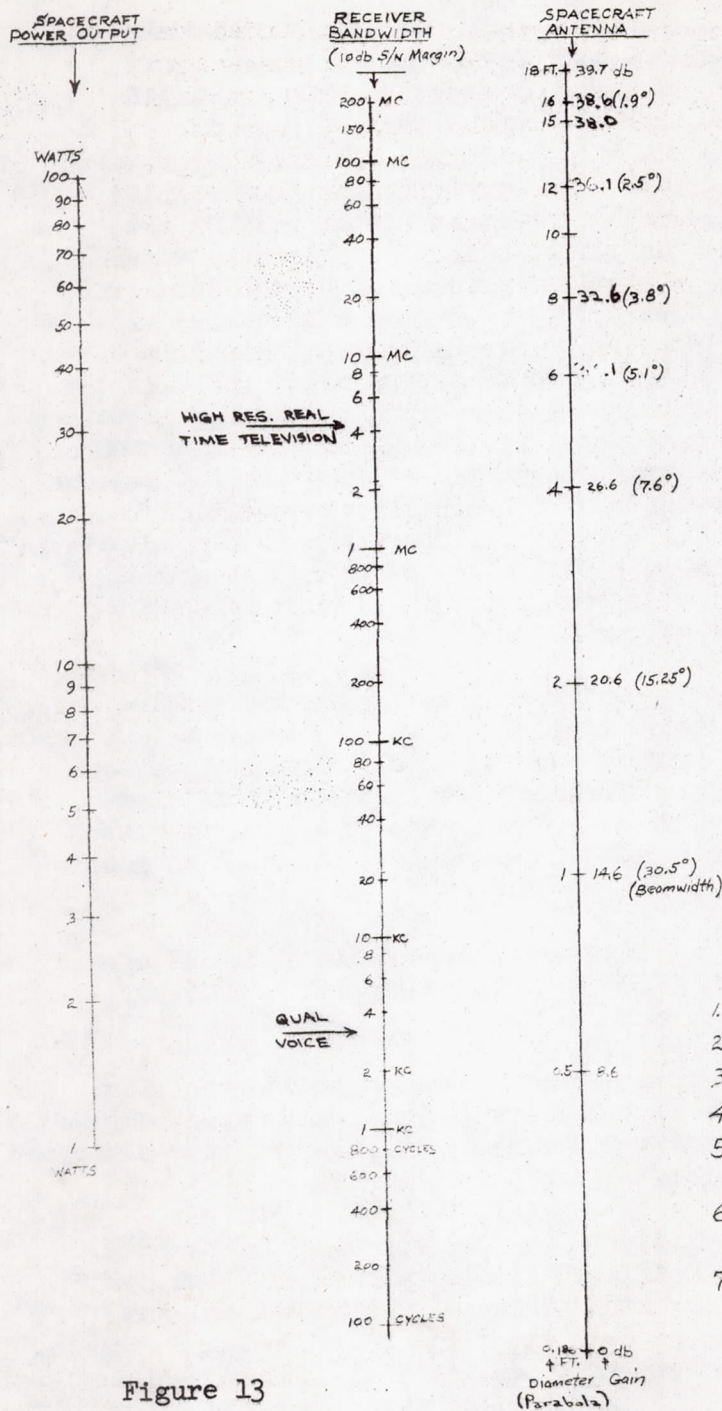 SPACECRAFT
POWER OUTPUT
WATTS
100
90
80
70
60
50
40
30
20
10
9
8
7
6
5
4
3
2
1
WATTS
RECEIVER
BANDWIDTH
(10db S/N Margin)
200 MC
150
100 MC
80
60
40
20
10 MC
8
6
4
2
1 MC
800
600
400
200
100 KC
80
60
40
20
10 KC
8
6
4
2 KC
1 KC
800 CYCLES
600
400
200
100 CYCLES
HIGH RES. REAL
TIME TELEVISION
QUAL
VOICE
SPACECRAFT
ANTENNA
18 FT. 39.7 db
16 38.6 (1.9°)
15 38.0
12 36.1 (2.5°)
10
8 32.6 (3.8°)
6 (5.1°)
4 26.6 (7.6°)
2 20.6 (15.25°)
1 14.6 (30.5°)
(Beamwidth)
0.5 8.6
0 db
FT.
Diameter Gain
(Parabola)
1.
2
3
4
5
6
7
Figure 13